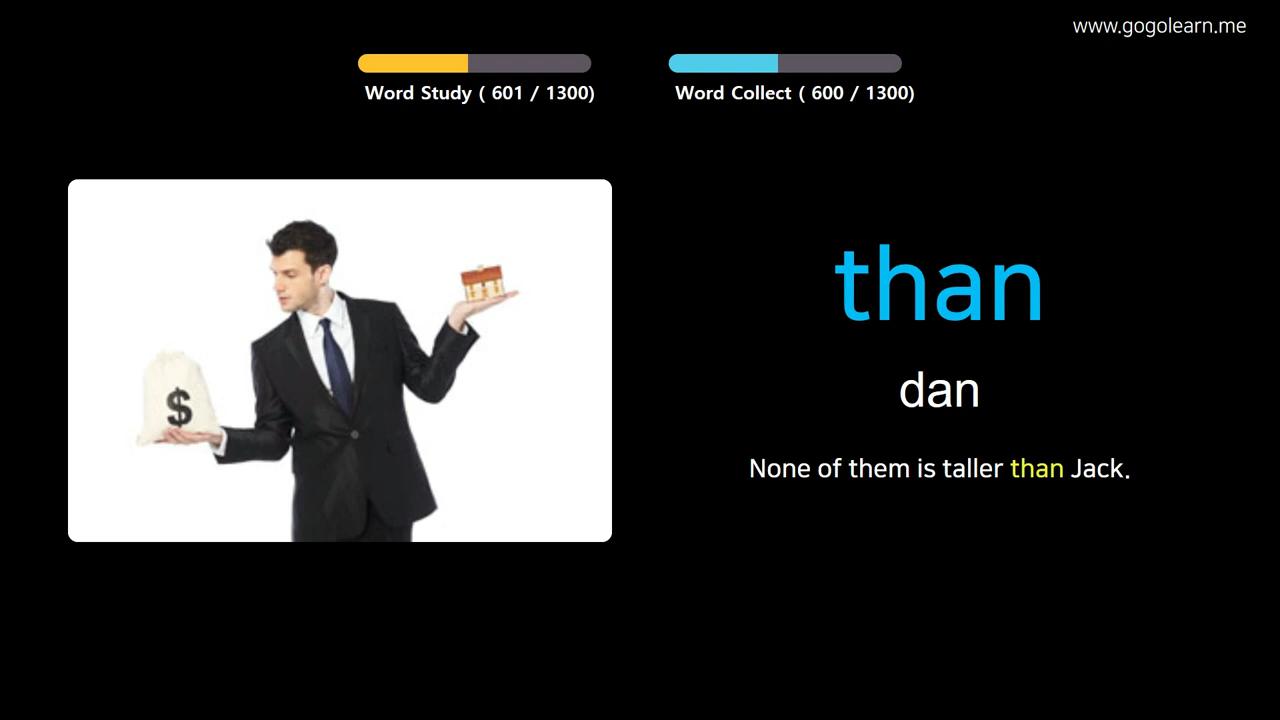 www.gogolearn.me
Word Study ( 601 / 1300)
Word Collect ( 600 / 1300)
$
than
dan
None of them is taller than Jack.